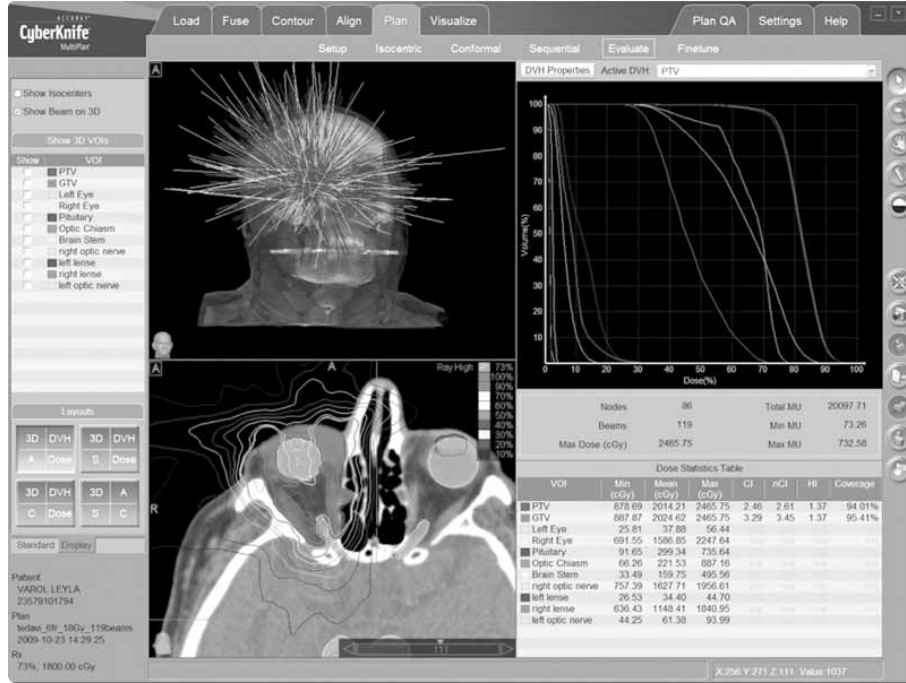 ACCURAY
CyberKnife
MultiPlan
Load Fuse Contour Align Plan Visualize Plan QA Settings Help
Setup Isocentric Conformal Sequential Evaluate Finetune
Show Isocenters
Show Beam on 3D
Show 3D VOIs
Show VOI
PTV
GTV
Left Eye
Right Eye
Pituitary
Optic Chiasm
Brain Stem
right optic nerve
left lense
right lense
left optic nerve
Layouts
3D DVH 3D DVH
A Dose S Dose
3D DVH 3D A
C Dose S C
Standard Display
Patient
VAROL LEYLA
23579101794
Plan
tedavi_6fr_18Gy_119beams
2009-10-23 14:29:25
Rx
73%, 1800.00 cGy
A
A
A
R
Ray High 73%
100%
90%
70%
60%
50%
40%
30%
20%
10%
111
DVH Properties Active DVH: PTV
Volume(%)
100
90
80
70
60
50
40
30
20
10
0 10 20 30 40 50 60 70 80 90 100
Dose(%)
Nodes 86 Total MU 20097.71
Beams 119 Min MU 73.26
Max Dose (cGy) 2465.75 Max MU 732.58
Dose Statistics Table
VOI Min (cGy) Mean (cGy) Max (cGy) CI nCI HI Coverage
PTV 878.69 2014.21 2465.75 2.46 2.61 1.37 94.01%
GTV 887.87 2024.62 2465.75 3.29 3.45 1.37 95.41%
Left Eye 25.81 37.88 56.44
Right Eye 691.55 1586.85 2247.64
Pituitary 91.65 299.34 735.64
Optic Chiasm 66.26 221.53 887.16
Brain Stem 33.49 159.75 495.56
right optic nerve 757.39 1627.71 1956.61
left lense 26.53 34.40 44.70
right lense 636.43 1148.41 1840.95
left optic nerve 44.25 61.38 93.99
X:256 Y:271 Z:111 Value:1037